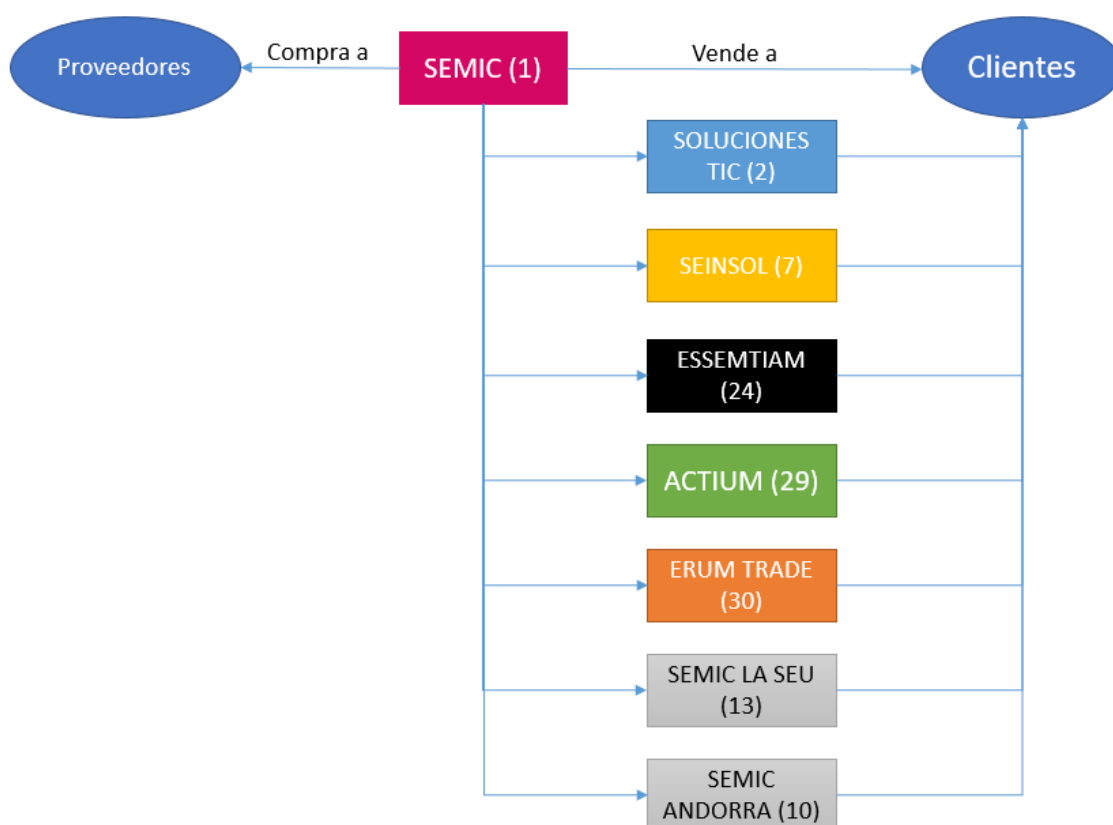 Proveedores
Compra a
SEMIC (1)
Vende a
Clientes
SOLUCIONES
TIC (2)
SEINSOL (7)
ESSEMTIAM
(24)
ACTIUM (29)
ERUM TRADE
(30)
SEMIC LA SEU
(13)
SEMIC
ANDORRA (10)